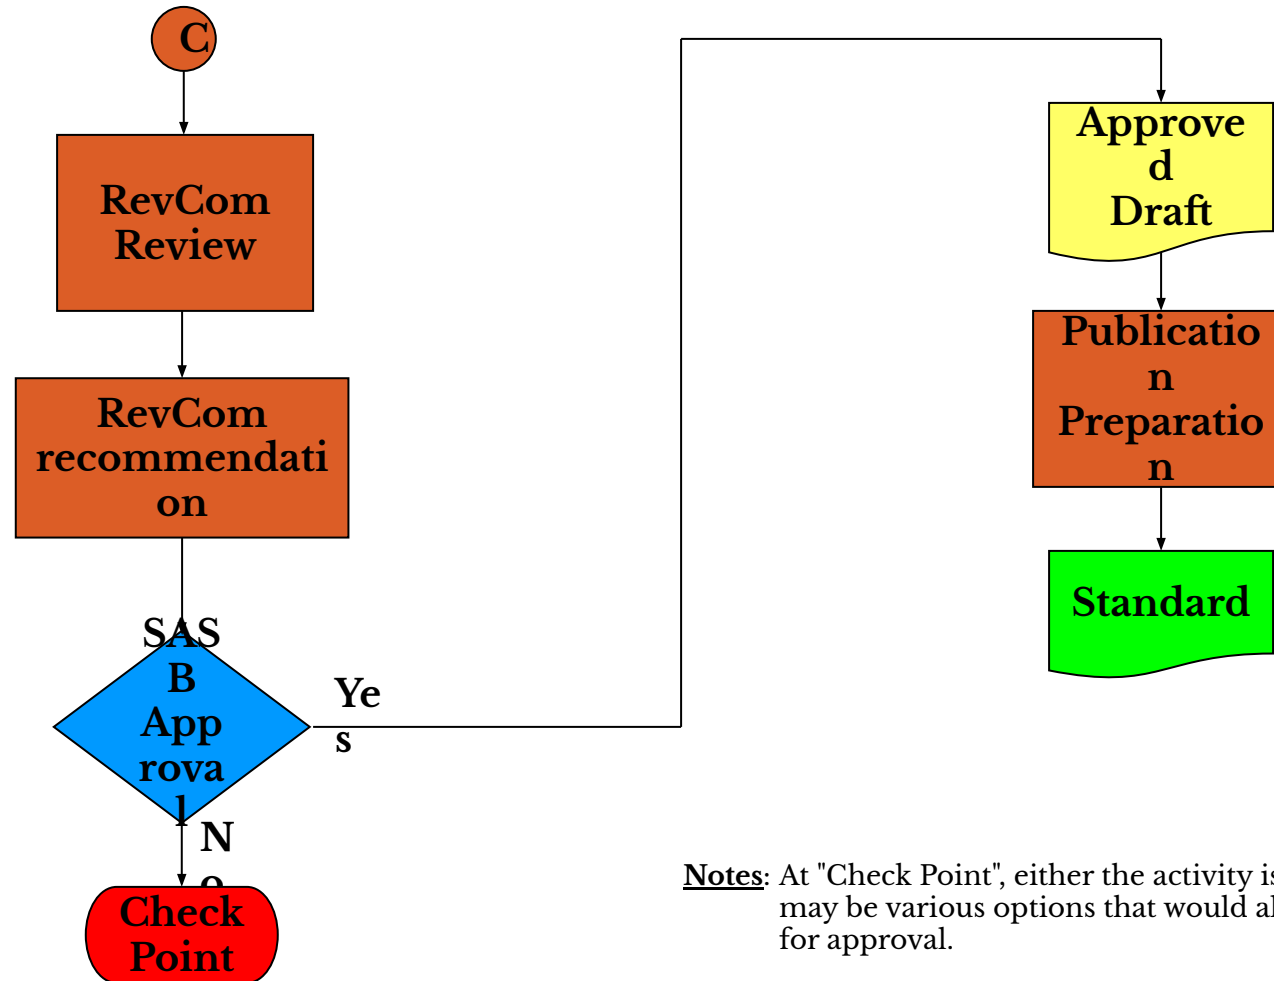 C
RevCom
Review
RevCom
recommendati
on
SAS
B
App
rova
l
Ye
s
N
o
Check
Point
Approve
d
Draft
Publicatio
n
Preparatio
n
Standard
Notes: At "Check Point", either the activity is
may be various options that would al
for approval.